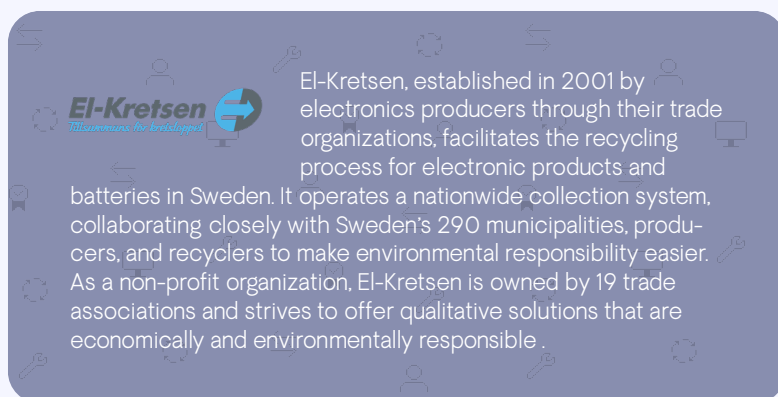 El-Kretsen
Tillsammans för kretsloppet
El-Kretsen, established in 2001 by
electronics producers through their trade
organizations, facilitates the recycling
process for electronic products and
batteries in Sweden. It operates a nationwide collection system,
collaborating closely with Sweden's 290 municipalities, produ-
cers, and recyclers to make environmental responsibility easier.
As a non-profit organization, El-Kretsen is owned by 19 trade
associations and strives to offer qualitative solutions that are
economically and environmentally responsible .